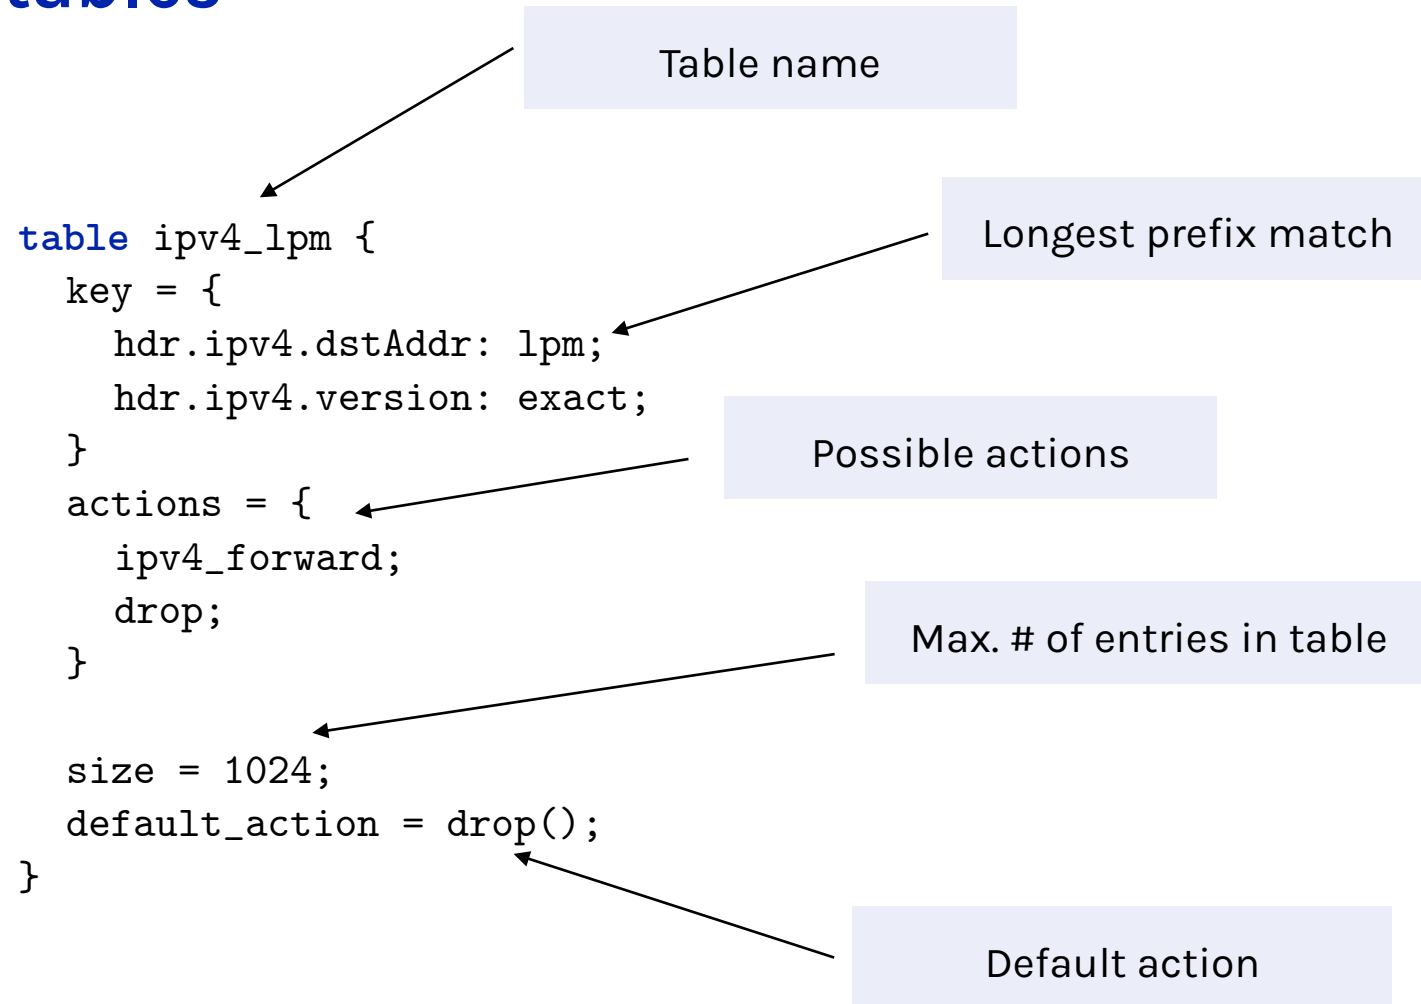 Table name
table ipv4_lpm {
Longest prefix match
key = {
hdr.ipv4.dstAddr: lpm;
hdr.ipv4.version: exact;
}
Possible actions
actions = {
ipv4_forward;
drop;
Max. # of entries in table
}
size = 1024;
default_action = drop();
}
Default action